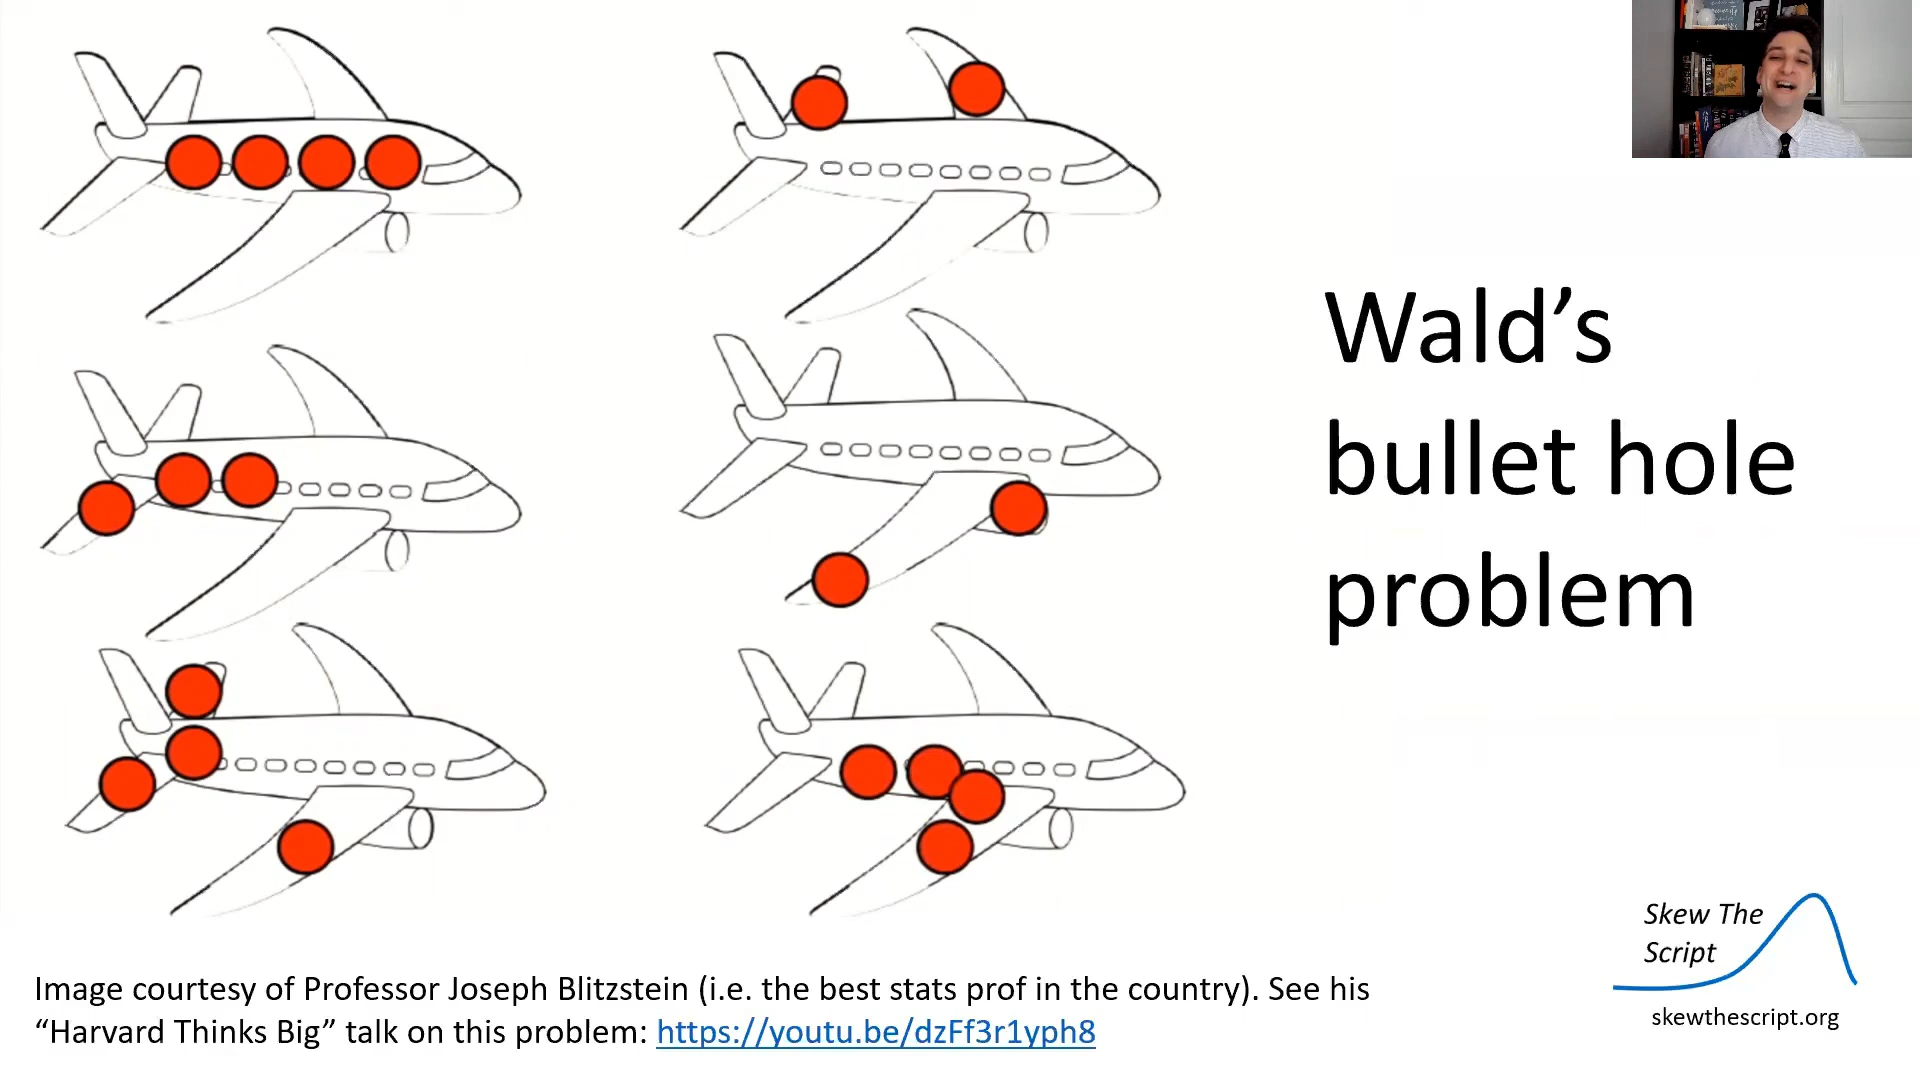 Wald’s
bullet hole
problem
Skew The
Script
skewthescript.org
Image courtesy of Professor Joseph Blitzstein (i.e. the best stats prof in the country). See his
“Harvard Thinks Big” talk on this problem: https://youtu.be/dzFf3r1yph8